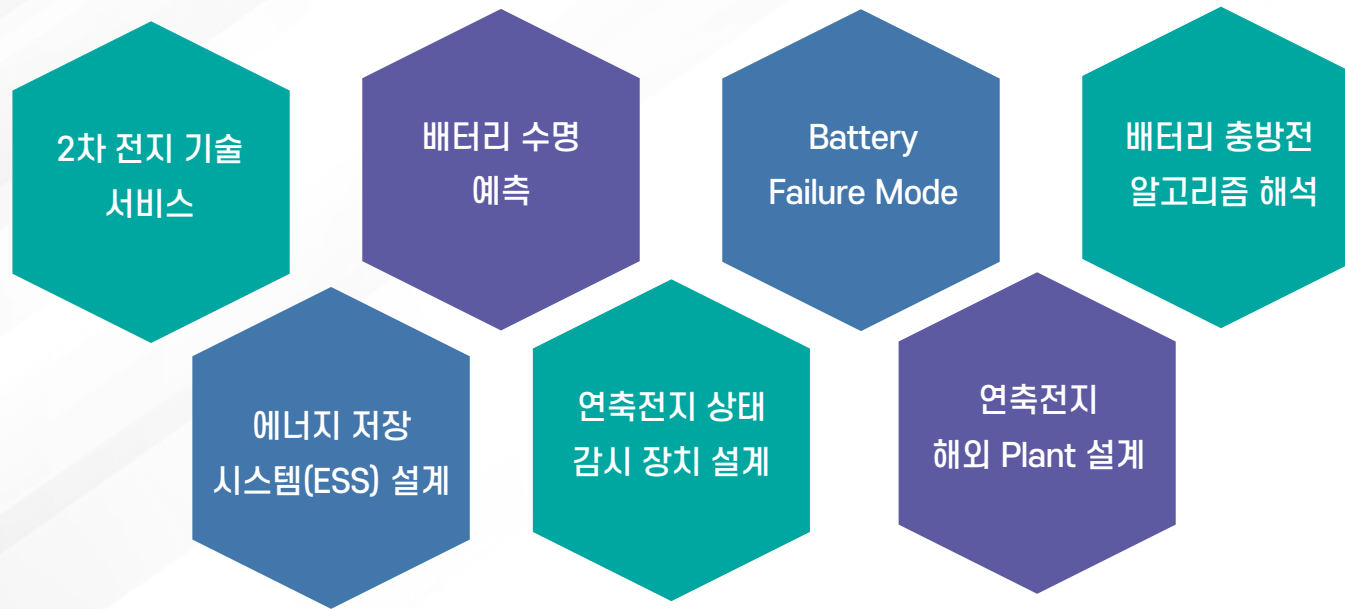 2차 전지 기술
서비스
배터리 수명
예측
Battery
Failure Mode
배터리 충방전
알고리즘 해석
에너지 저장
시스템(ESS) 설계
연축전지 상태
감시 장치 설계
연축전지
해외 Plant 설계